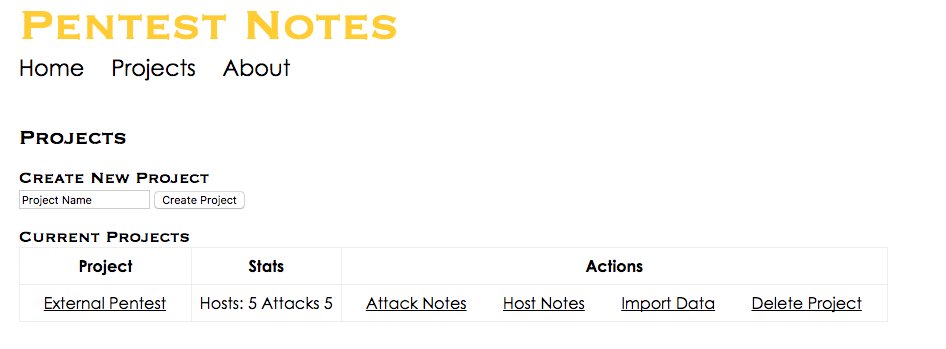 Pentest Notes
Home Projects About
Projects
Create New Project
Project Name Create Project
Current Projects
Project Stats Actions
External Pentest Hosts: 5 Attacks 5 Attack Notes Host Notes Import Data Delete Project